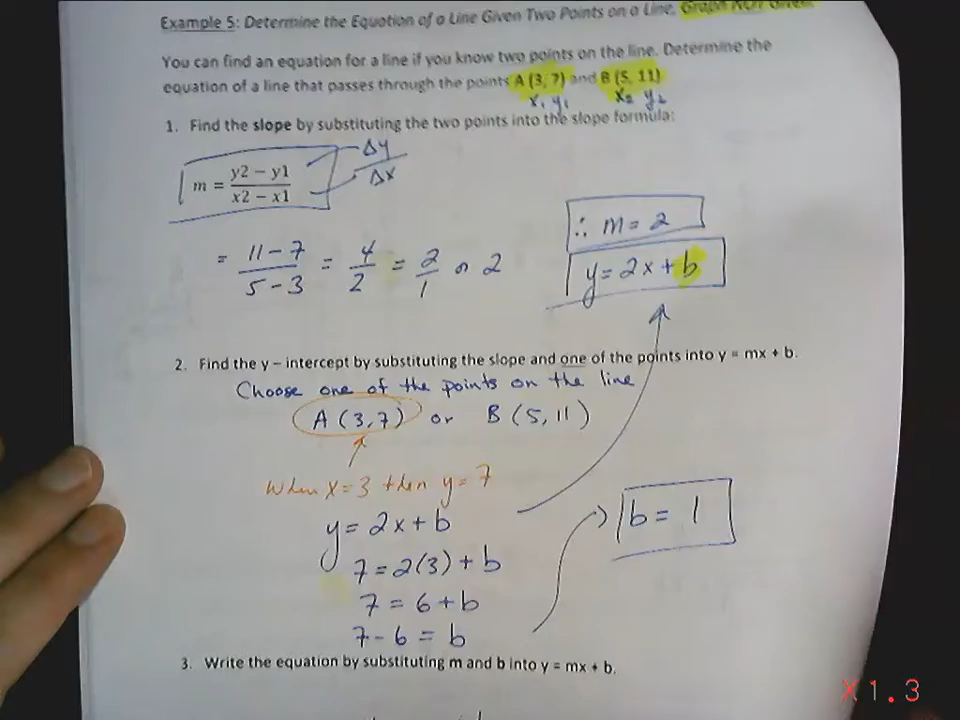 Example 5: Determine the Equation of a Line Given Two Points on a Line, Graph NOT Given.
You can find an equation for a line if you know two points on the line. Determine the
equation of a line that passes through the points A (3, 7) and B (5, 11)
x₁ y₁ x₂ y₂
1. Find the slope by substituting the two points into the slope formula:
m = (y2 − y1)/(x2 − x1) Δy/Δx
= (11 - 7)/(5 - 3) = 4/2 = 2/1 or 2
∴ m = 2
y = 2x + b
2. Find the y – intercept by substituting the slope and one of the points into y = mx + b.
Choose one of the points on the line
A (3,7) or B (5, 11)
When x=3 then y=7
y = 2x + b
7 = 2(3) + b
7 = 6 + b
7 - 6 = b
b = 1
3. Write the equation by substituting m and b into y = mx + b.
X1.3